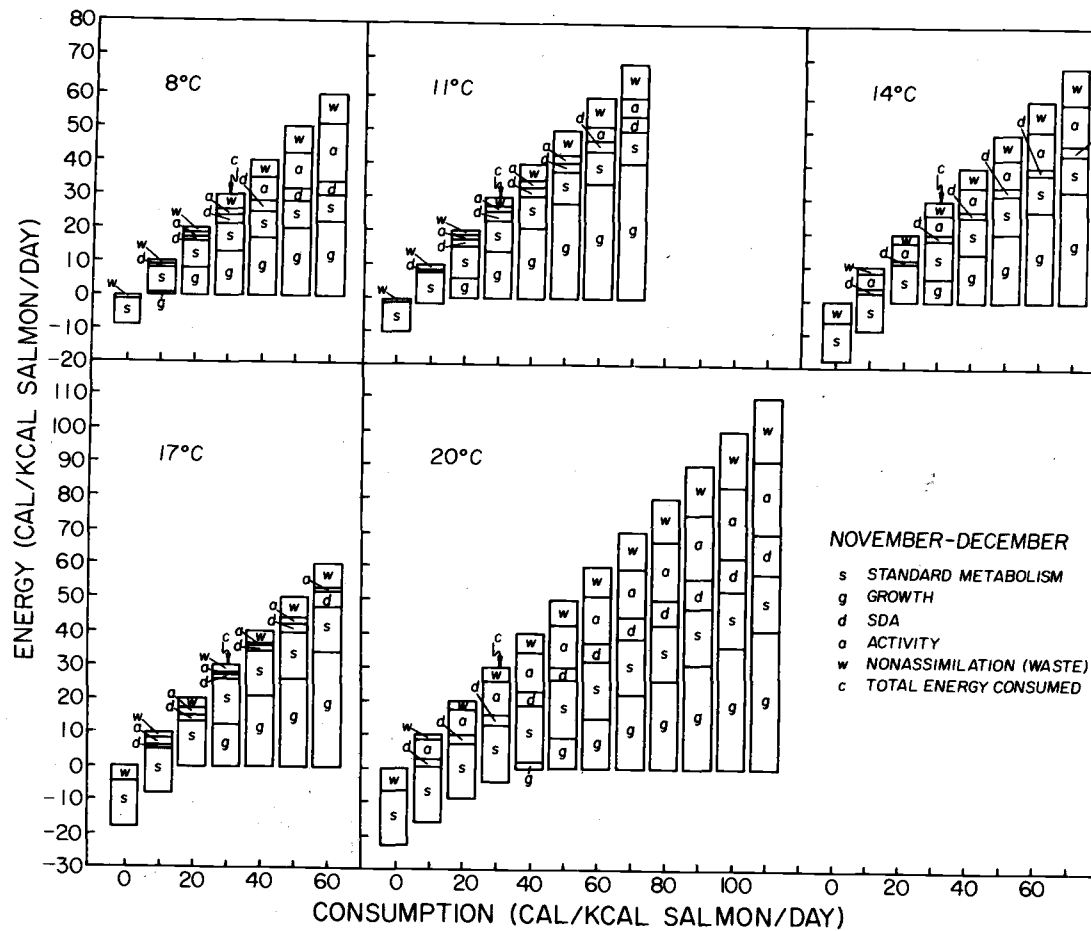 ENERGY (CAL/KCAL SALMON/DAY)
80
70
60
50
40
30
20
10
0
-10
-20
8°C
w s
w d s g
w a d s g
c a w d s g
w a d s g
w a d s g
w a d s g
11°C
w s
w d s
w a d s g
c a w d s g
a w d s g
w a d s g
w a d s g
w a d s g
14°C
w s
w a d s
w a d s
c w a d s g
w a d s g
w a d s g
w a d s g
w a s g
110
100
90
80
70
60
50
40
30
20
10
0
-10
-20
-30
17°C
w s
w a d s
a w d s
c w a d s g
a w d s g
w a d s g
w a d s g
20°C
w s
w a d s
w a d s
c w a d s
w a d s g
w a d s g
w a d s g
w a d s g
w a d s g
w a d s g
w a d s g
w a d s g
NOVEMBER-DECEMBER
s STANDARD METABOLISM
g GROWTH
d SDA
a ACTIVITY
w NONASSIMILATION (WASTE)
c TOTAL ENERGY CONSUMED
0 20 40 60
0 20 40 60 80 100
0 20 40 60
CONSUMPTION (CAL/KCAL SALMON/DAY)